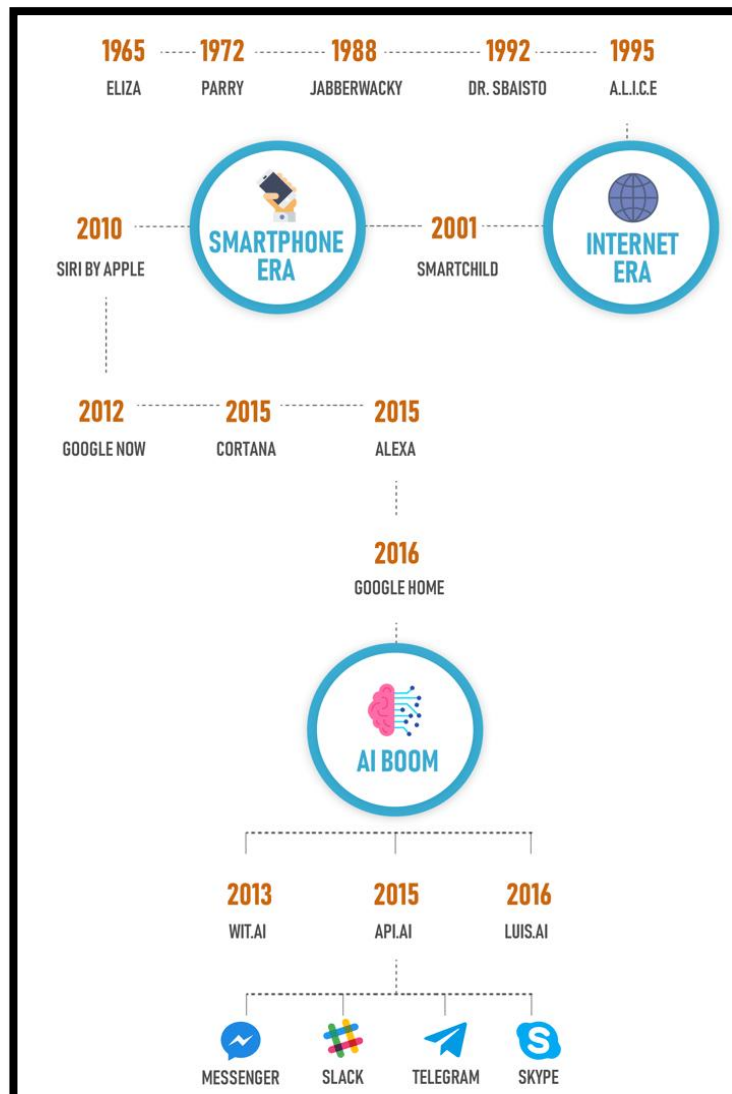 1965 1972 1988 1992 1995
ELIZA PARRY JABBERWACKY DR. SBAISTO A.L.I.C.E
INTERNET
ERA
2001
SMARTCHILD
SMARTPHONE
ERA
2010
SIRI BY APPLE
2012 2015 2015
GOOGLE NOW CORTANA ALEXA
2016
GOOGLE HOME
AI BOOM
2013 2015 2016
WIT.AI API.AI LUIS.AI
MESSENGER SLACK TELEGRAM SKYPE